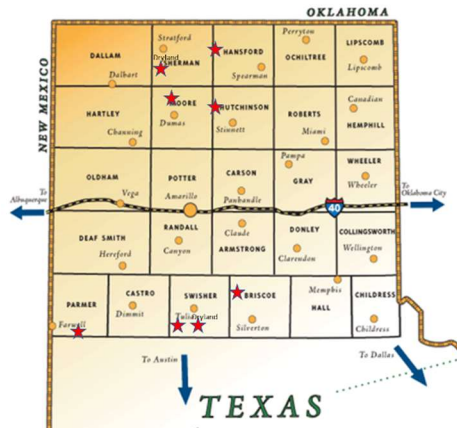 OKLAHOMA
NEW MEXICO
DALLAM
Dalhart
Stratford
Dryland
SHERMAN
HANSFORD
Spearman
Perryton
OCHILTREE
LIPSCOMB
Lipscomb
HARTLEY
Channing
MOORE
Dumas
HUTCHINSON
Stinnett
ROBERTS
Miami
Canadian
HEMPHILL
OLDHAM
Vega
POTTER
Amarillo
CARSON
Panhandle
Pampa
GRAY
WHEELER
Wheeler
To
Albuquerque
40
To
Oklahoma City
DEAF SMITH
Hereford
RANDALL
Canyon
Claude
ARMSTRONG
DONLEY
Clarendon
COLLINGSWORTH
Wellington
PARMER
Farwell
CASTRO
Dimmit
SWISHER
Tulia
Dryland
BRISCOE
Silverton
Memphis
HALL
CHILDRESS
Childress
To Austin
To Dallas
TEXAS